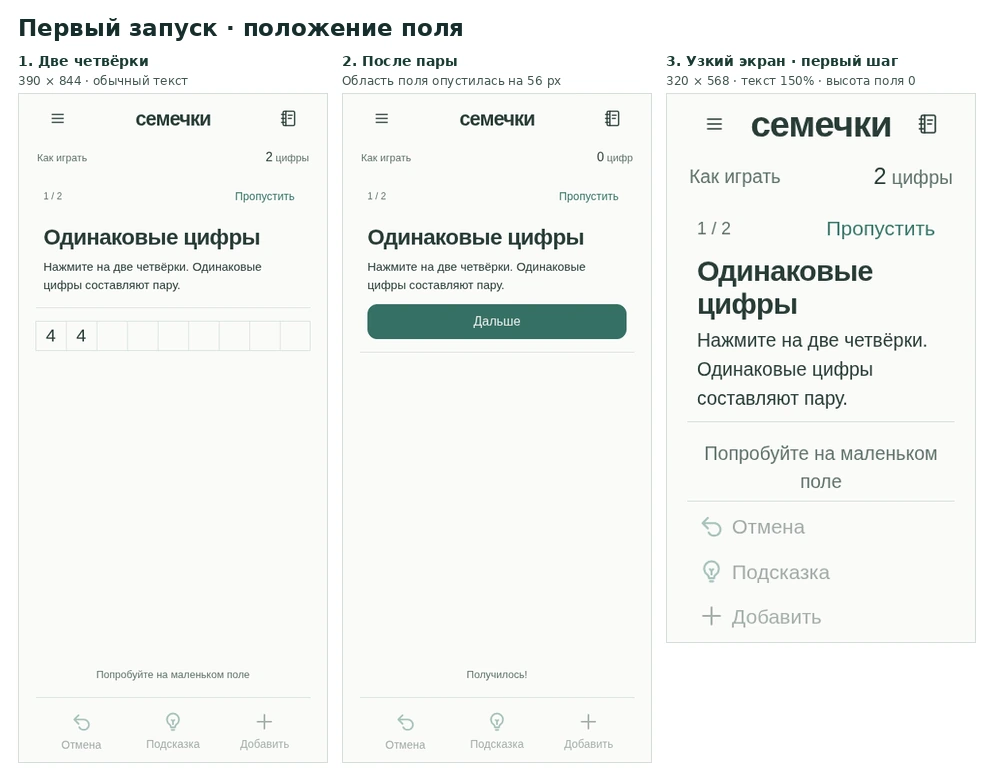 Первый запуск · положение поля
1. Две четвёрки
390 × 844 · обычный текст
семечки
Как играть
2 цифры
1 / 2
Пропустить
Одинаковые цифры
Нажмите на две четвёрки. Одинаковые
цифры составляют пару.
4 4
Попробуйте на маленьком поле
Отмена
Подсказка
Добавить
2. После пары
Область поля опустилась на 56 px
семечки
Как играть
0 цифр
1 / 2
Пропустить
Одинаковые цифры
Нажмите на две четвёрки. Одинаковые
цифры составляют пару.
Дальше
Получилось!
Отмена
Подсказка
Добавить
3. Узкий экран · первый шаг
320 × 568 · текст 150% · высота поля 0
семечки
Как играть
2 цифры
1 / 2
Пропустить
Одинаковые
цифры
Нажмите на две четвёрки.
Одинаковые цифры
составляют пару.
Попробуйте на маленьком
поле
Отмена
Подсказка
Добавить